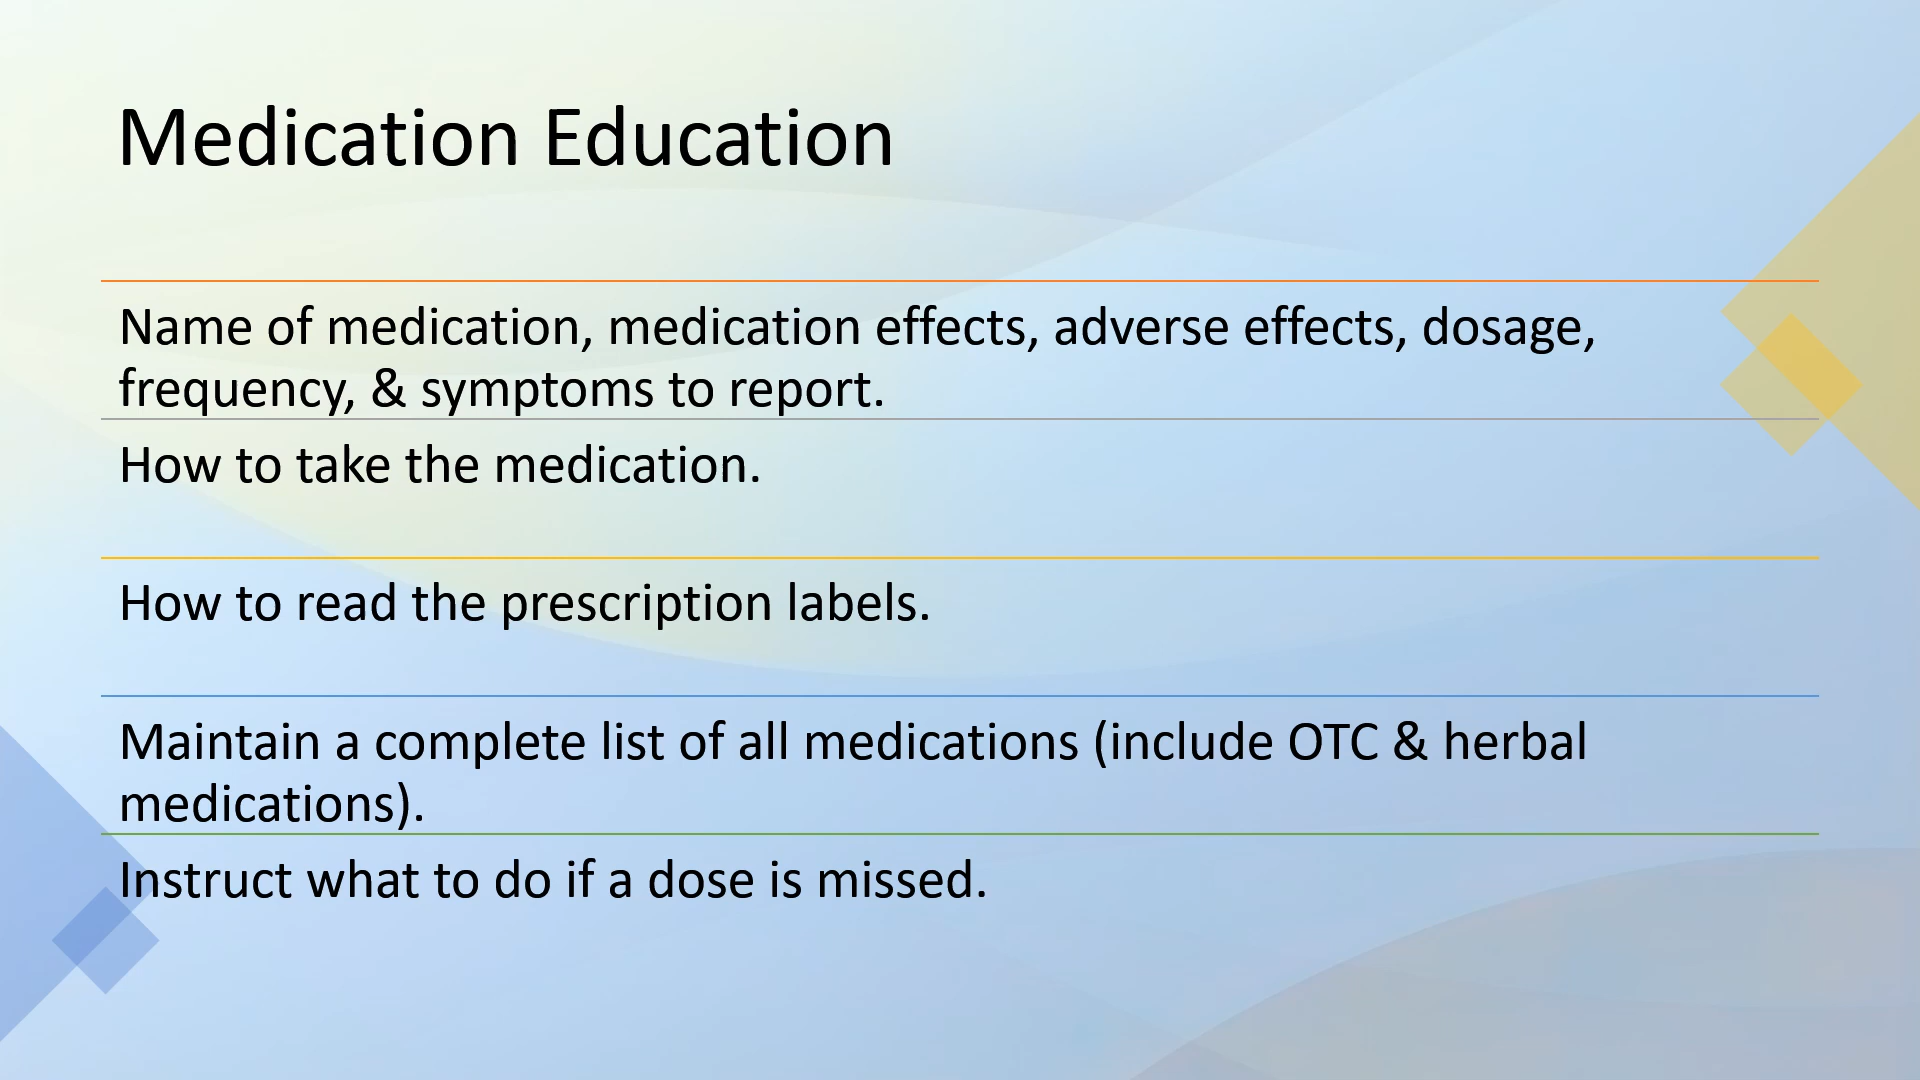 Medication Education
Name of medication, medication effects, adverse effects, dosage,
frequency, & symptoms to report.
How to take the medication.
How to read the prescription labels.
Maintain a complete list of all medications (include OTC & herbal
medications).
Instruct what to do if a dose is missed.